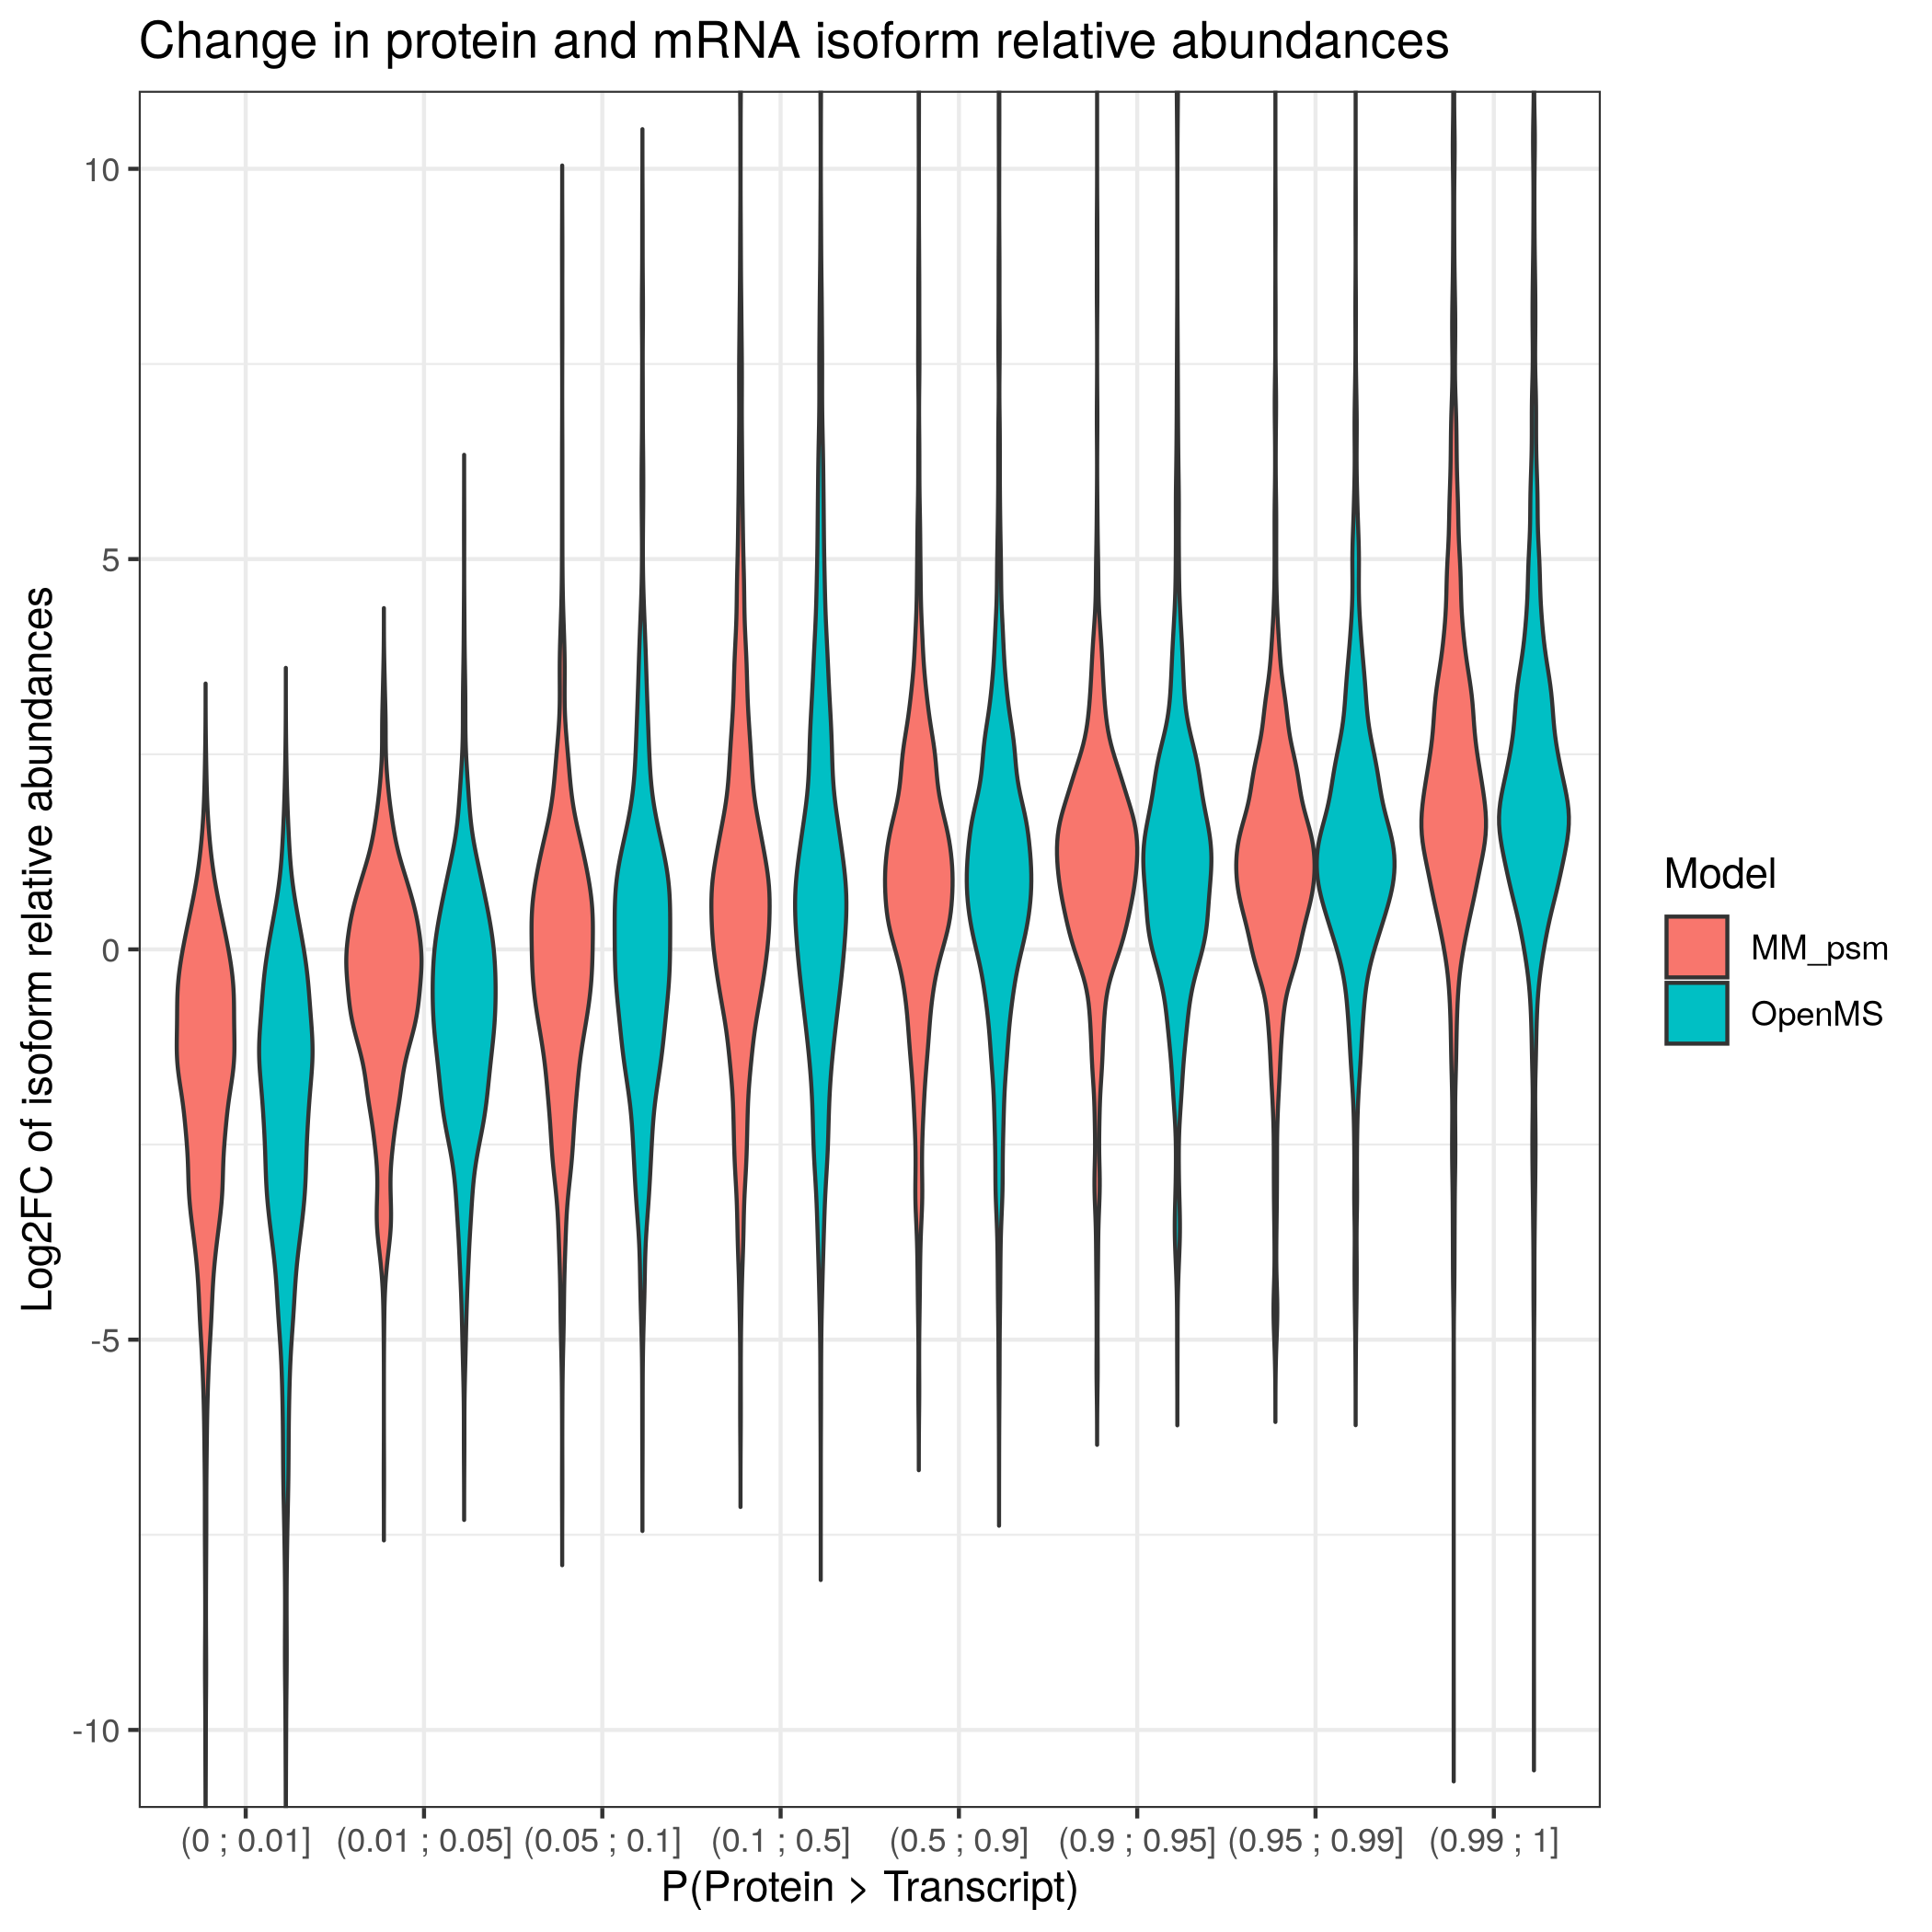 Change in protein and mRNA isoform relative abundances
Log2FC of isoform relative abundances
10
5
0
-5
-10
(0 ; 0.01]
(0.01 ; 0.05]
(0.05 ; 0.1]
(0.1 ; 0.5]
(0.5 ; 0.9]
(0.9 ; 0.95]
(0.95 ; 0.99]
(0.99 ; 1]
P(Protein > Transcript)
Model
MM_psm
OpenMS